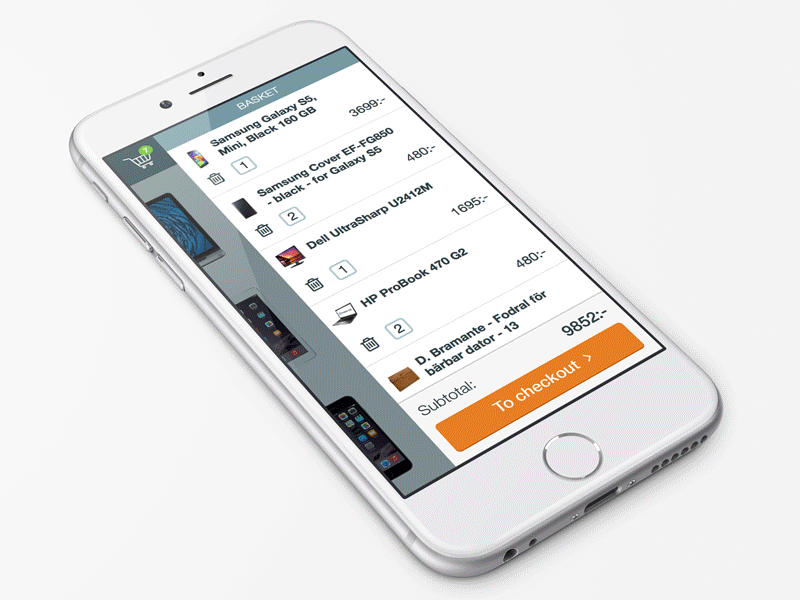 BASKET
7
Samsung Galaxy S5,
Mini, Black 160 GB
3699:-
1
Samsung Cover EF-FG850
- black - for Galaxy S5
480:-
2
Dell UltraSharp U2412M
1695:-
1
HP ProBook 470 G2
480:-
2
D. Bramante - Fodral för
bärbar dator - 13
Subtotal:
9852:-
To checkout >